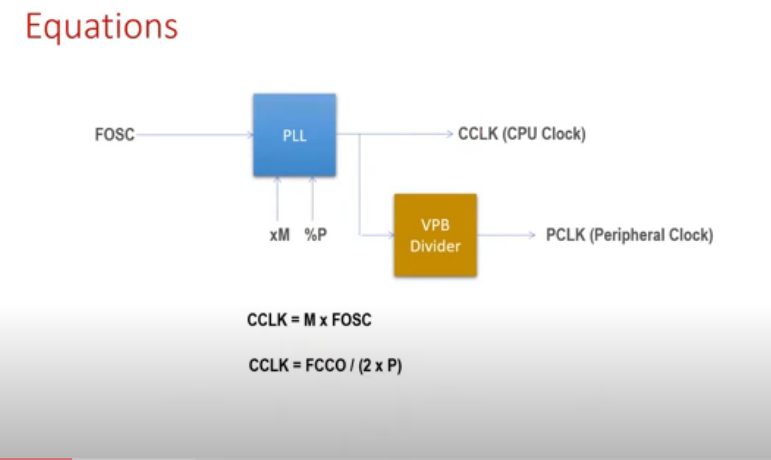 Equations
FOSC
PLL
CCLK (CPU Clock)
xM %P
VPB
Divider
PCLK (Peripheral Clock)
CCLK = M x FOSC
CCLK = FCCO / (2 x P)